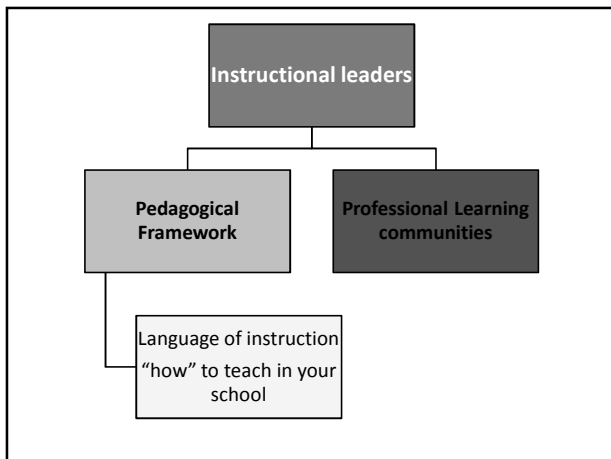 Instructional leaders
Pedagogical
Framework
Professional Learning
communities
Language of instruction
“how” to teach in your
school